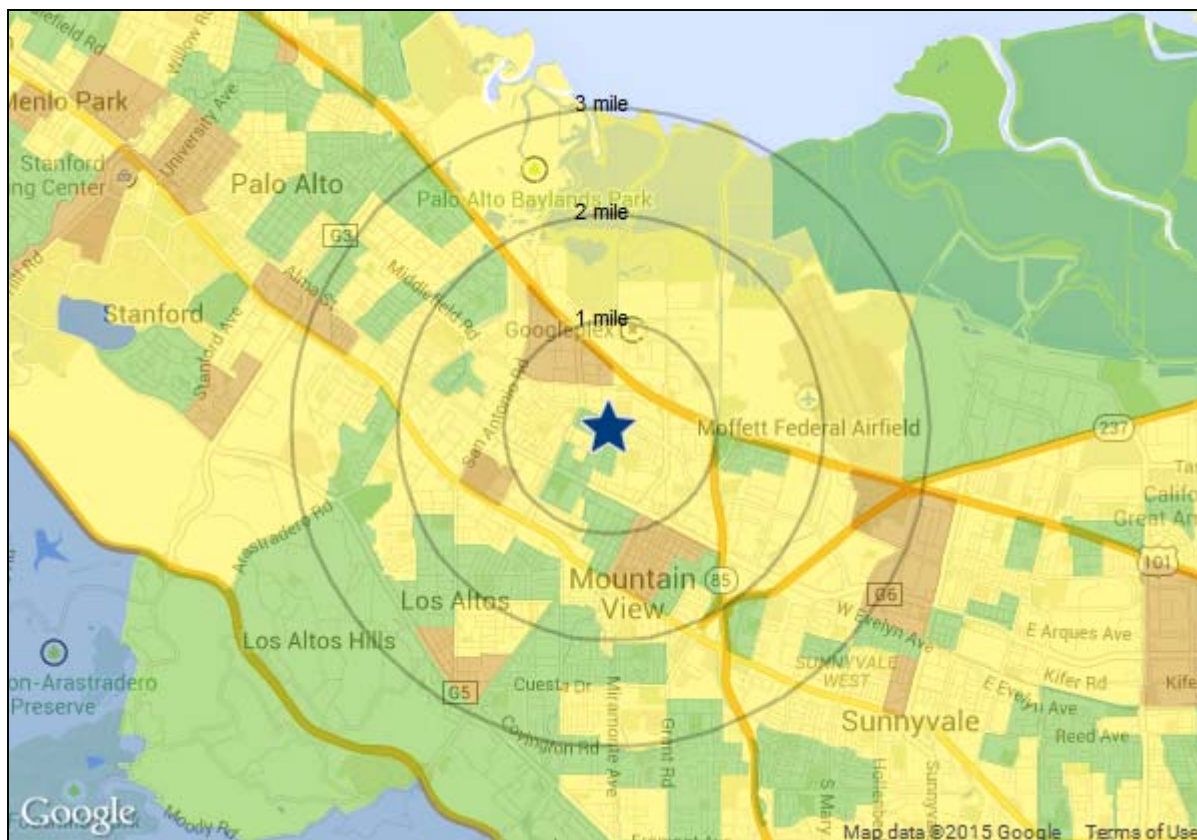 Willow Rd
3 mile
Menlo Park
University Ave
Stanford
Palo Alto
Palo Alto Baylands Park
2 mile
G3
Alma St
Middlefield Rd
1 mile
Googleplex
Stanford
Stanford Ave
San Antonio Rd
Moffett Federal Airfield
237
Arastradero Rd
101
Mountain
View
85
G6
W Evelyn Ave
Los Altos
Los Altos Hills
E Arques Ave
SUNNYVALE
WEST
Kifer Rd
G5
Cuesta Dr
E Evelyn Ave
Preserve
Miramonte Ave
Sunnyvale
Covington Rd
Grant Rd
Reed Ave
Google
Moody Rd
Map data ©2015 Google
Terms of Use